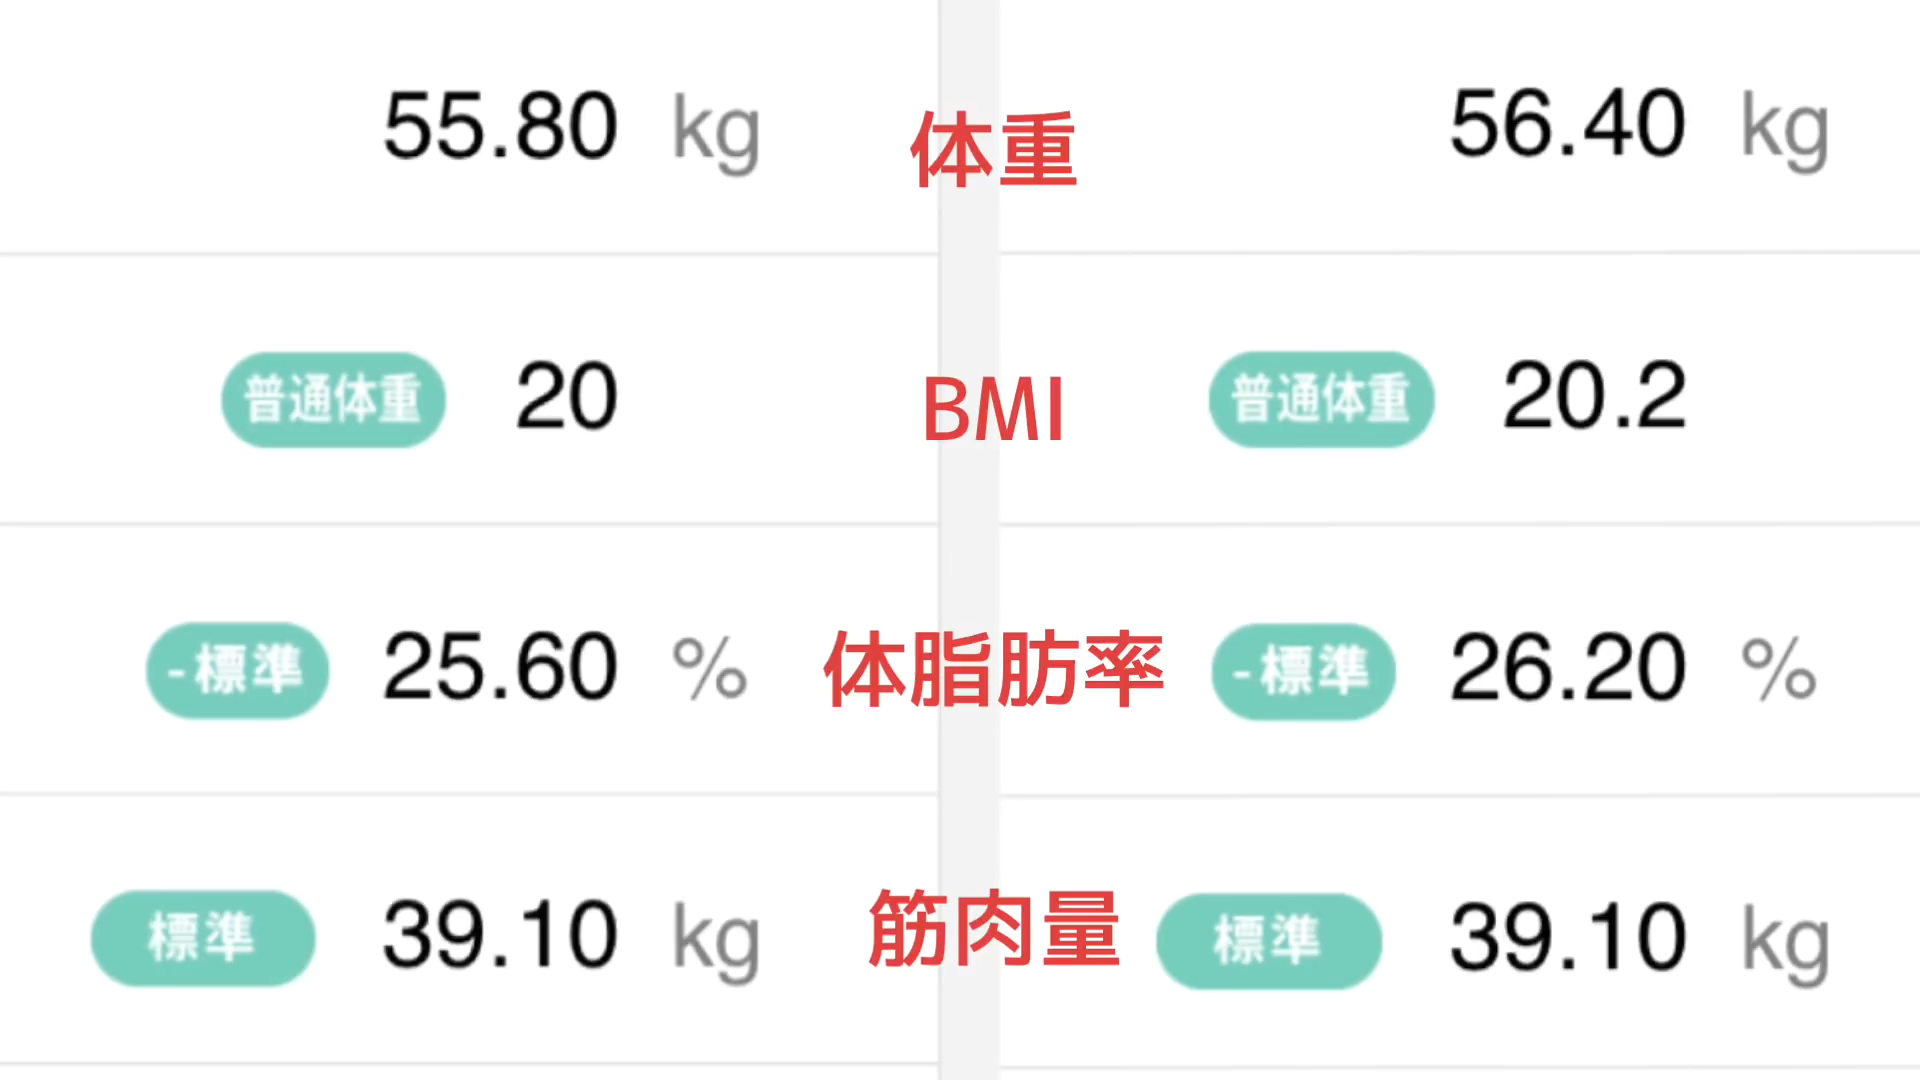 55.80 kg 体重 56.40 kg
普通体重 20 BMI 普通体重 20.2
-標準 25.60 % 体脂肪率 -標準 26.20 %
標準 39.10 kg 筋肉量 標準 39.10 kg